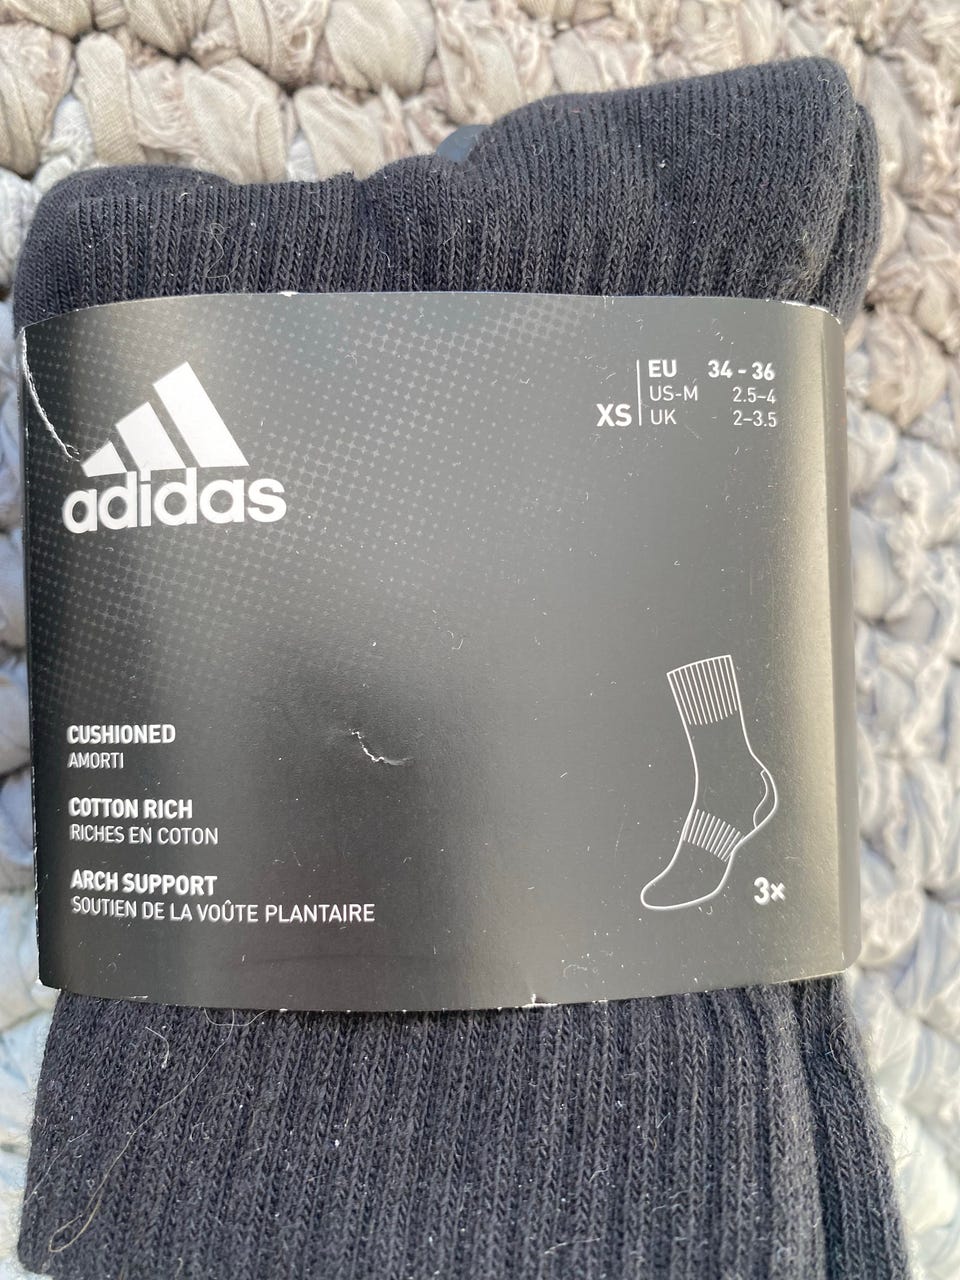 adidas
XS
EU 34 - 36
US-M 2.5–4
UK 2–3.5
CUSHIONED
AMORTI
COTTON RICH
RICHES EN COTON
ARCH SUPPORT
SOUTIEN DE LA VOÛTE PLANTAIRE
3×